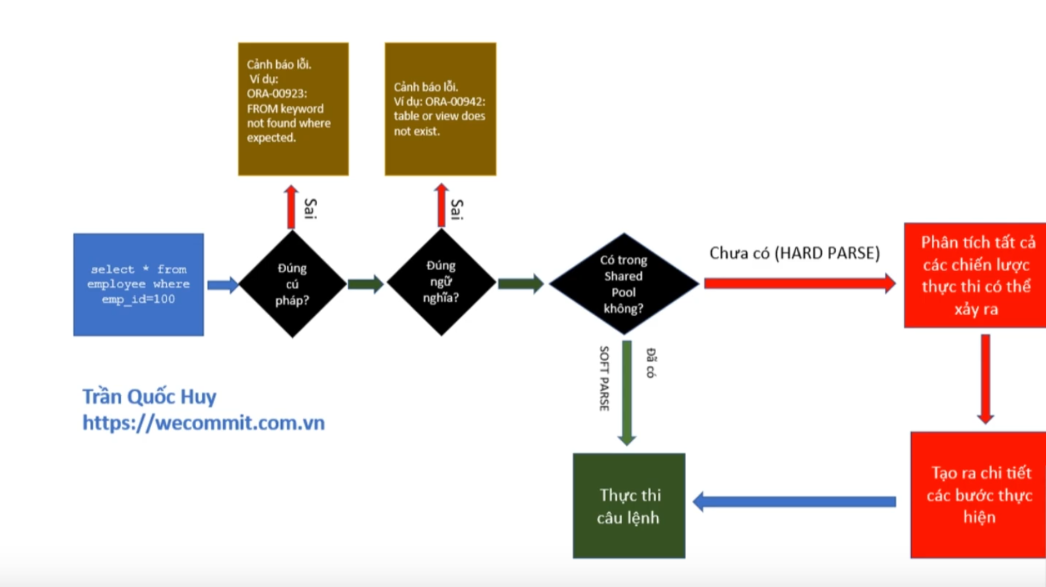 Cảnh báo lỗi.
Ví dụ:
ORA-00923:
FROM keyword
not found where
expected.
Cảnh báo lỗi.
Ví dụ: ORA-00942:
table or view does
not exist.
Sai
Sai
select * from
employee where
emp_id=100
Đúng
cú
pháp?
Đúng
ngữ
nghĩa?
Có trong
Shared
Pool
không?
Chưa có (HARD PARSE)
Phân tích tất cả
các chiến lược
thực thi có thể
xảy ra
Đã có
SOFT PARSE
Trần Quốc Huy
https://wecommit.com.vn
Thực thi
câu lệnh
Tạo ra chi tiết
các bước thực
hiện